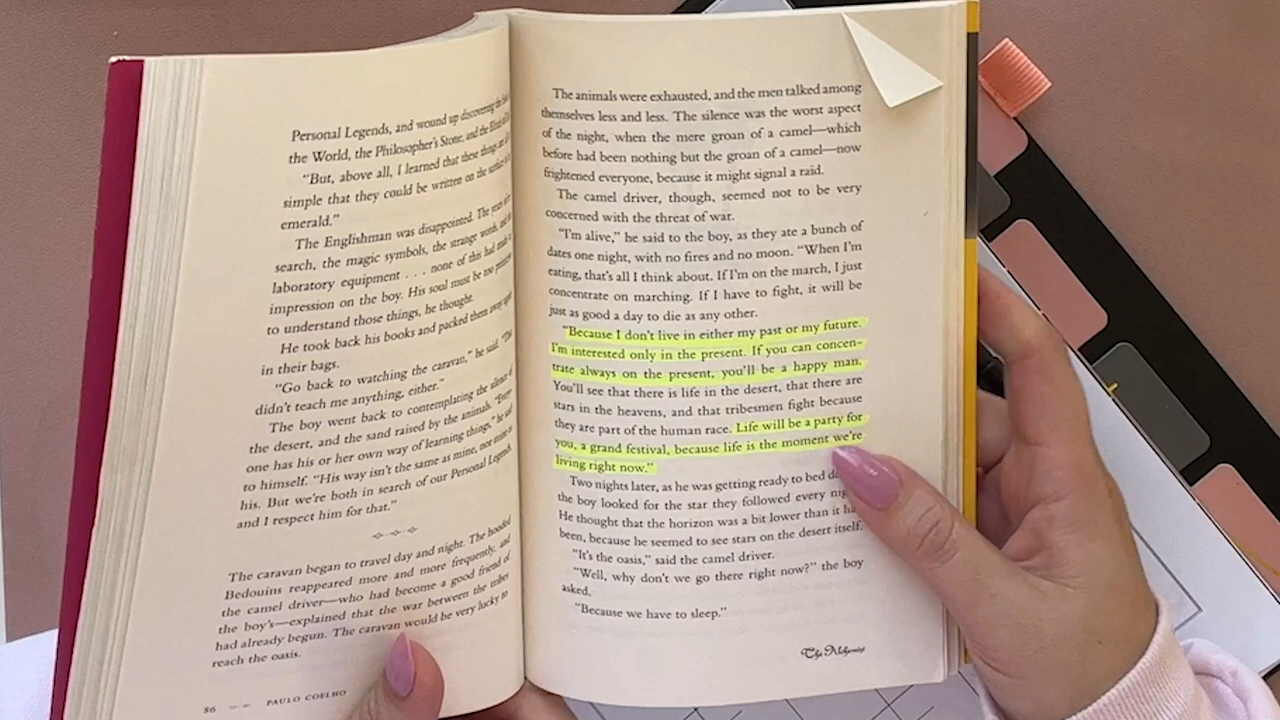 Personal Legends, and wound up discovering the
the World, the Philosopher's Stone, and the
"But, above all, I learned that these things are
simple that they could be written on the surface
emerald."
The Englishman was disappointed. The years
search, the magic symbols, the strange words, and
laboratory equipment . . . none of this had made
impression on the boy. His soul must be too
to understand those things, he thought.
He took back his books and packed them away
in their bags.
"Go back to watching the caravan," he said.
didn't teach me anything, either."
The boy went back to contemplating the silence of
the desert, and the sand raised by the animals.
one has his or her own way of learning things," he said
to himself. "His way isn't the same as mine, nor mine
his. But we're both in search of our Personal Legends,
and I respect him for that."
The caravan began to travel day and night. The hooded
Bedouins reappeared more and more frequently, and
the camel driver—who had become a good friend of
the boy's—explained that the war between the tribes
had already begun. The caravan would be very lucky to
reach the oasis.
86 PAULO COELHO
The animals were exhausted, and the men talked among
themselves less and less. The silence was the worst aspect
of the night, when the mere groan of a camel—which
before had been nothing but the groan of a camel—now
frightened everyone, because it might signal a raid.
The camel driver, though, seemed not to be very
concerned with the threat of war.
"I'm alive," he said to the boy, as they ate a bunch of
dates one night, with no fires and no moon. "When I'm
eating, that's all I think about. If I'm on the march, I just
concentrate on marching. If I have to fight, it will be
just as good a day to die as any other.
"Because I don't live in either my past or my future.
I'm interested only in the present. If you can concen-
trate always on the present, you'll be a happy man.
You'll see that there is life in the desert, that there are
stars in the heavens, and that tribesmen fight because
they are part of the human race. Life will be a party for
you, a grand festival, because life is the moment we're
living right now."
Two nights later, as he was getting ready to bed
the boy looked for the star they followed every
He thought that the horizon was a bit lower than it
been, because he seemed to see stars on the desert itself.
"It's the oasis," said the camel driver.
"Well, why don't we go there right now?" the boy
asked.
"Because we have to sleep."
The Alchemist